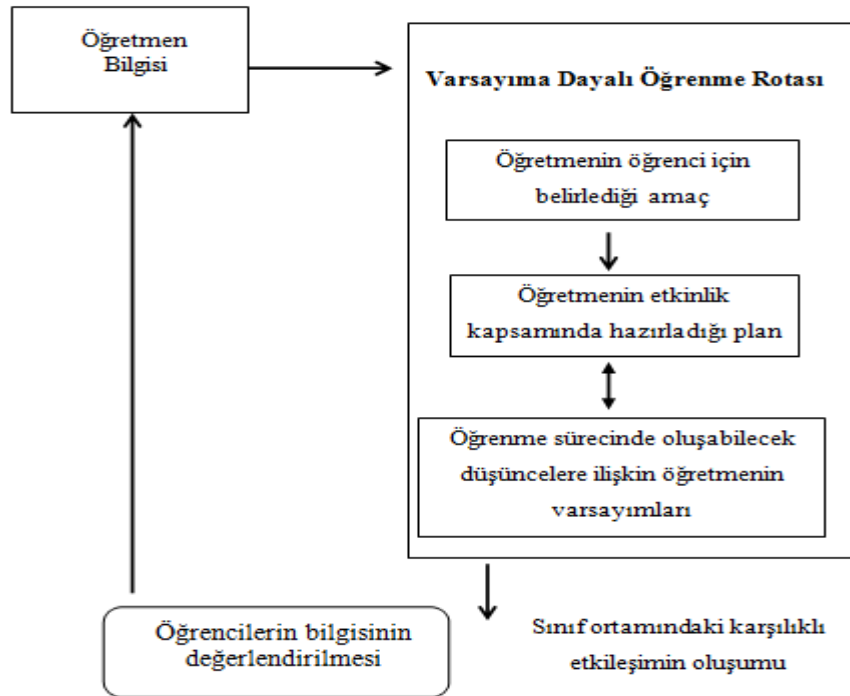 Öğretmen
Bilgisi
Varsayıma Dayalı Öğrenme Rotası
Öğretmenin öğrenci için
belirlediği amaç
Öğretmenin etkinlik
kapsamında hazırladığı plan
Öğrenme sürecinde oluşabilecek
düşüncelere ilişkin öğretmenin
varsayımları
Öğrencilerin bilgisinin
değerlendirilmesi
Sınıf ortamındaki karşılıklı
etkileşimin oluşumu